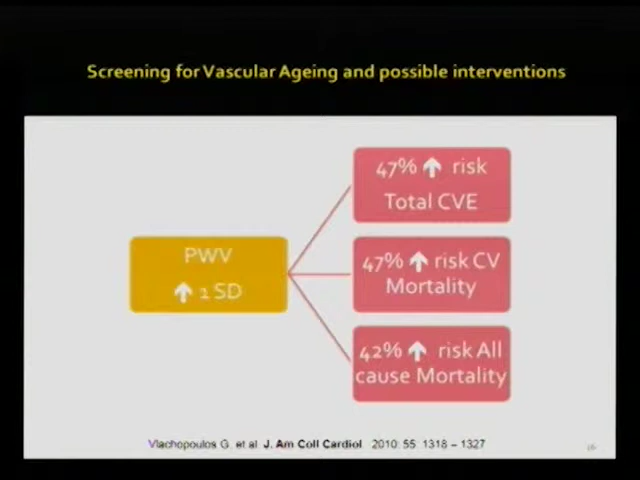 Screening for Vascular Ageing and possible interventions
47% ↑ risk
Total CVE
PWV
↑ 1 SD
47% ↑ risk CV
Mortality
42% ↑ risk All
cause Mortality
Vlachopoulos G. et al. J. Am Coll Cardiol 2010: 55: 1318 – 1327